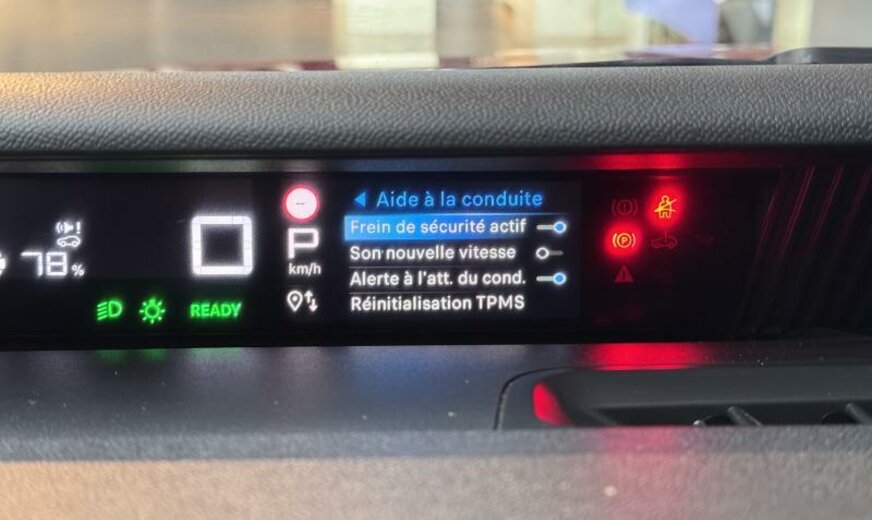 Aide à la conduite
Frein de sécurité actif
Son nouvelle vitesse
Alerte à l'att. du cond.
Réinitialisation TPMS
P
km/h
78%
0
READY
(P)